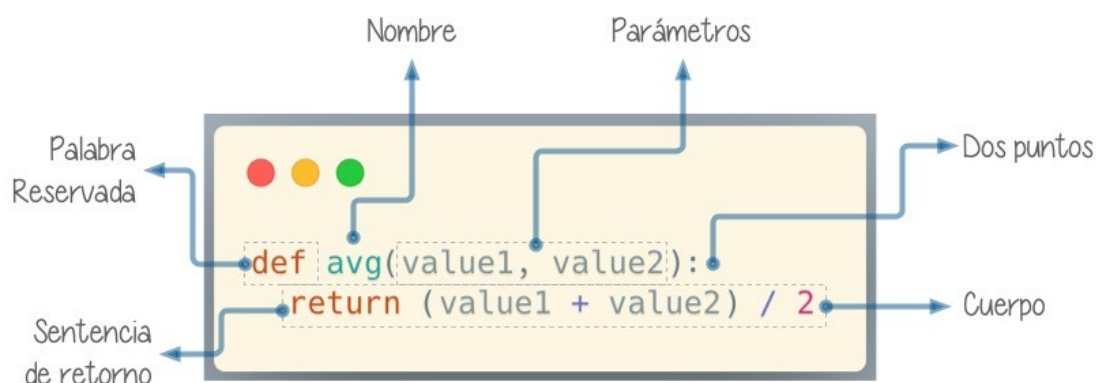 Nombre
Parámetros
Palabra
Reservada
Dos puntos
def avg(value1, value2):
return (value1 + value2) / 2
Cuerpo
Sentencia
de retorno